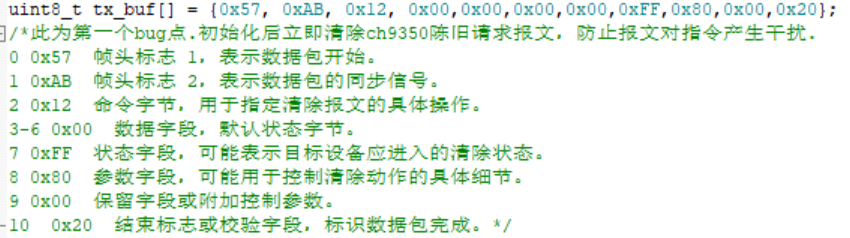 uint8_t tx_buf[] = {0x57, 0xAB, 0x12, 0x00,0x00,0x00,0x00,0xFF,0x80,0x00,0x20};
/*此为第一个bug点.初始化后立即清除ch9350陈旧请求报文，防止报文对指令产生干扰.
0 0x57  帧头标志 1，表示数据包开始。
1 0xAB  帧头标志 2，表示数据包的同步信号。
2 0x12  命令字节，用于指定清除报文的具体操作。
3-6 0x00  数据字段，默认状态字节。
7 0xFF  状态字段，可能表示目标设备应进入的清除状态。
8 0x80  参数字段，可能用于控制清除动作的具体细节。
9 0x00  保留字段或附加控制参数。
10  0x20  结束标志或校验字段，标识数据包完成。*/